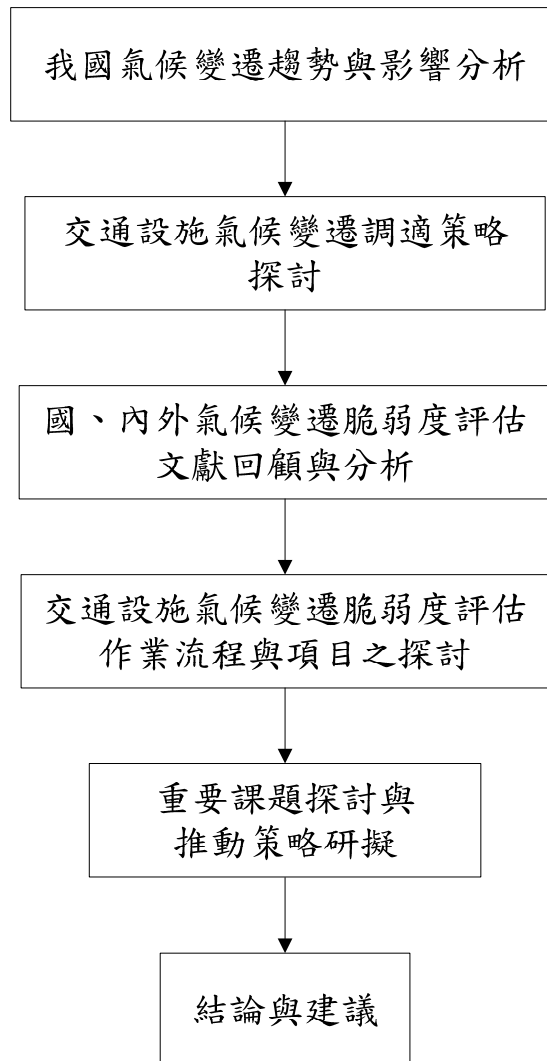 我國氣候變遷趨勢與影響分析
交通設施氣候變遷調適策略
探討
國、內外氣候變遷脆弱度評估
文獻回顧與分析
交通設施氣候變遷脆弱度評估
作業流程與項目之探討
重要課題探討與
推動策略研擬
結論與建議